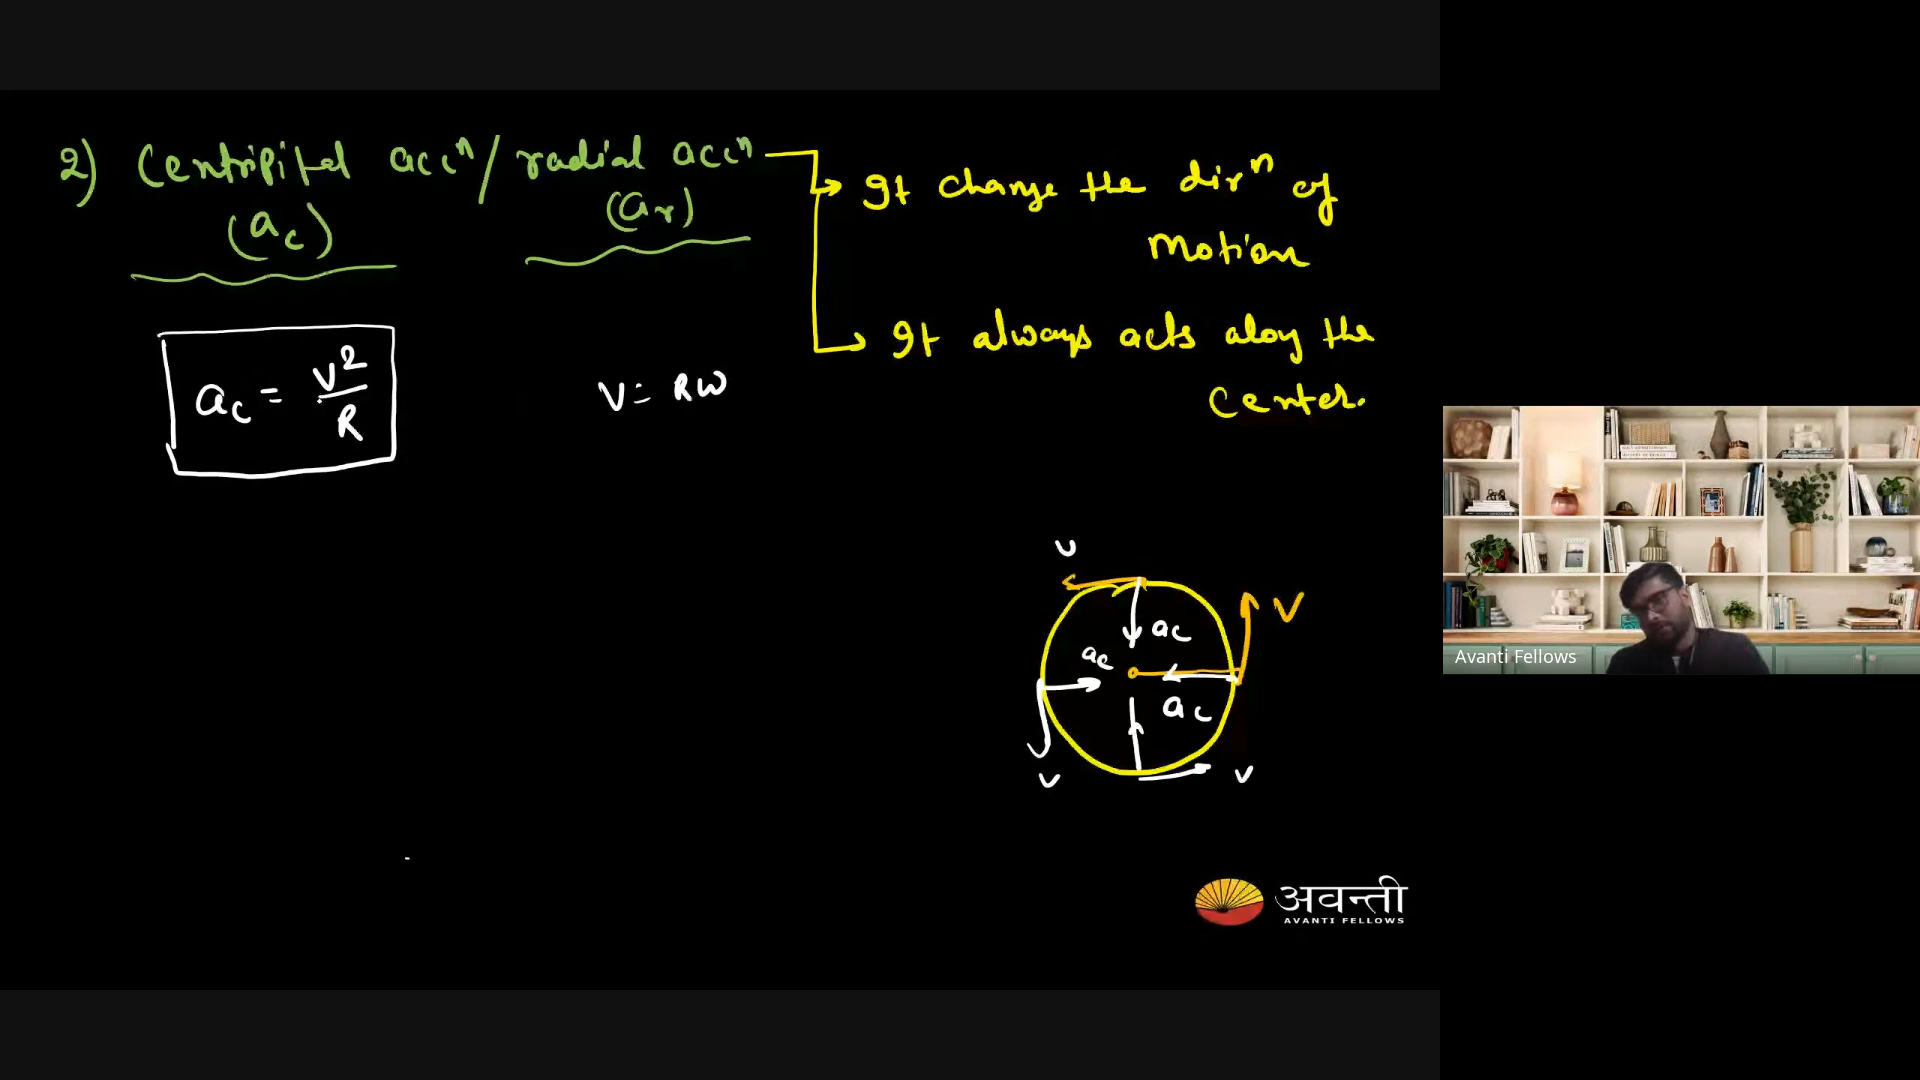 2) Centripital accⁿ / radial accⁿ
(ac)
(ar)
It change the dirⁿ of
Motion
It always acts along the
Center.
ac = v²/R
V = Rω
v
V
ac
ac
ac
v
v
Avanti Fellows
अवन्ती
AVANTI FELLOWS